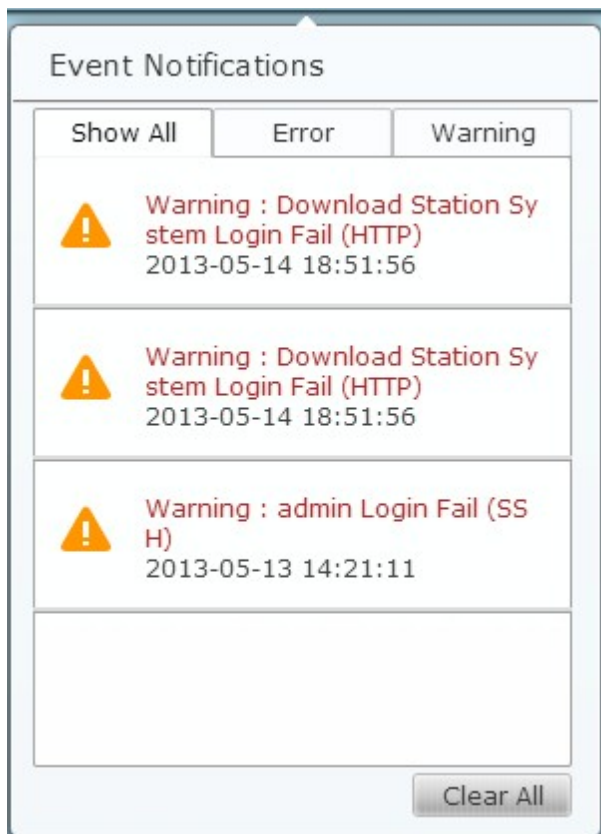 Event Notifications
Show All Error Warning
Warning : Download Station Sy
stem Login Fail (HTTP)
2013-05-14 18:51:56
Warning : Download Station Sy
stem Login Fail (HTTP)
2013-05-14 18:51:56
Warning : admin Login Fail (SS
H)
2013-05-13 14:21:11
Clear All